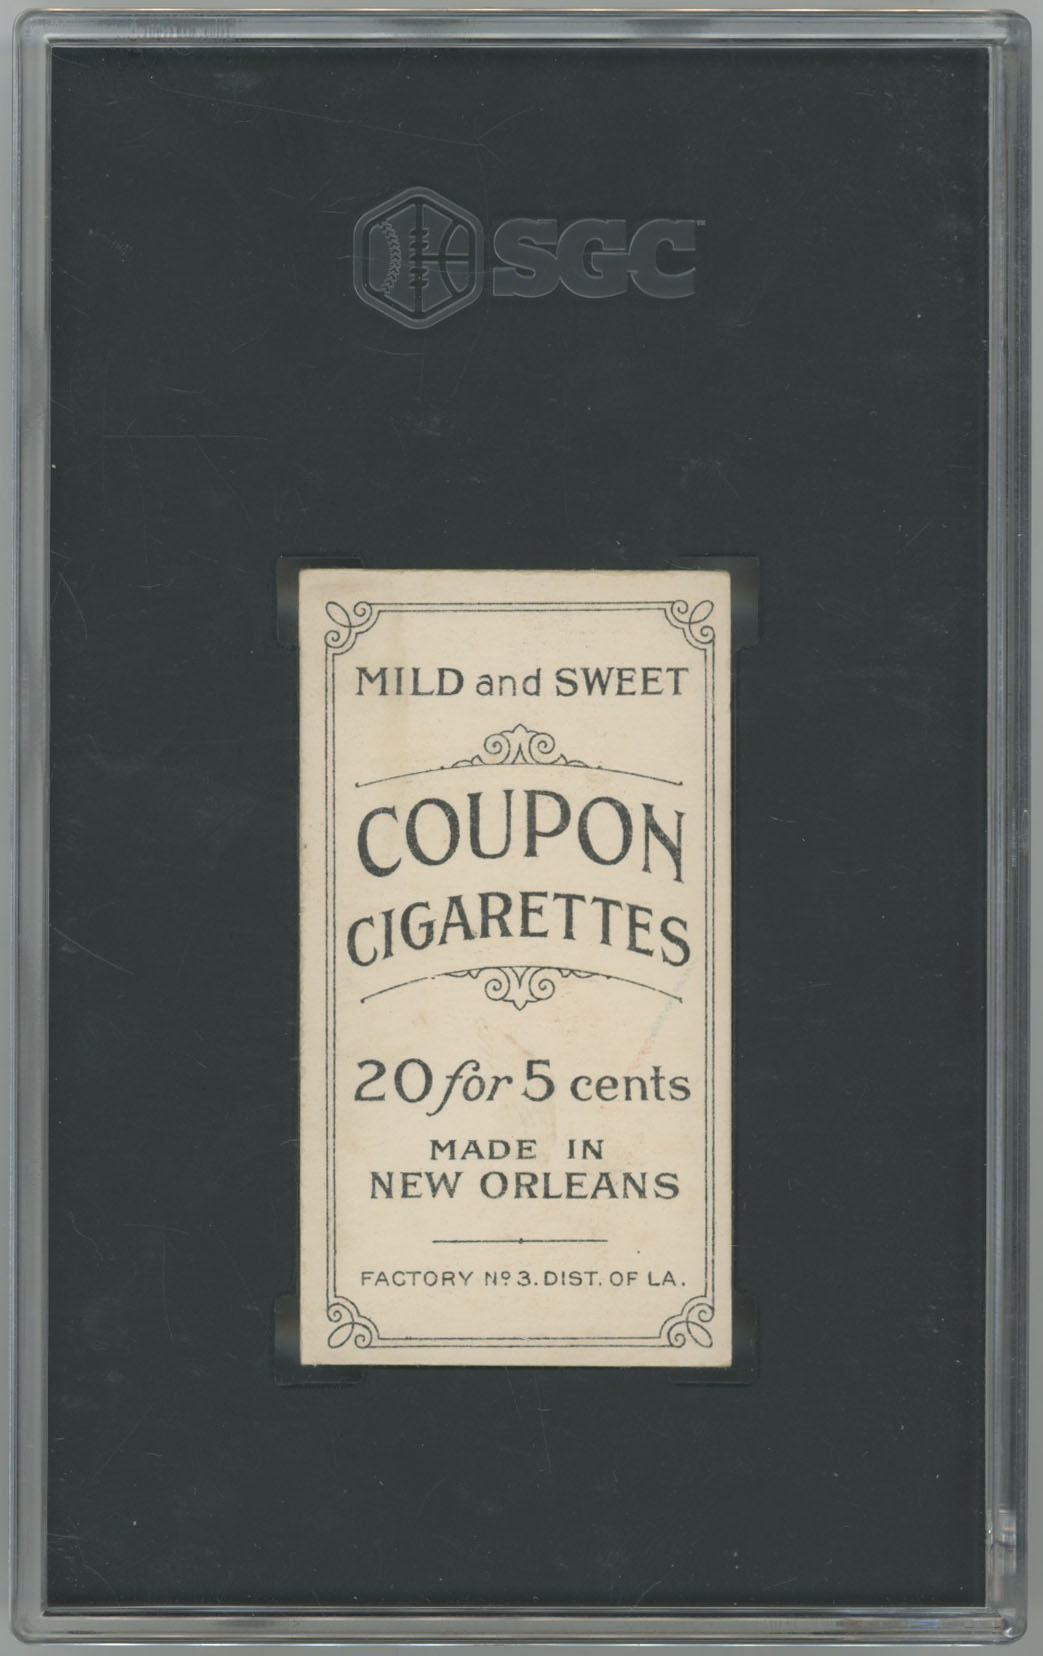 SGC™
MILD and SWEET
COUPON
CIGARETTES
20 for 5 cents
MADE IN
NEW ORLEANS
FACTORY Nº 3. DIST. OF LA.